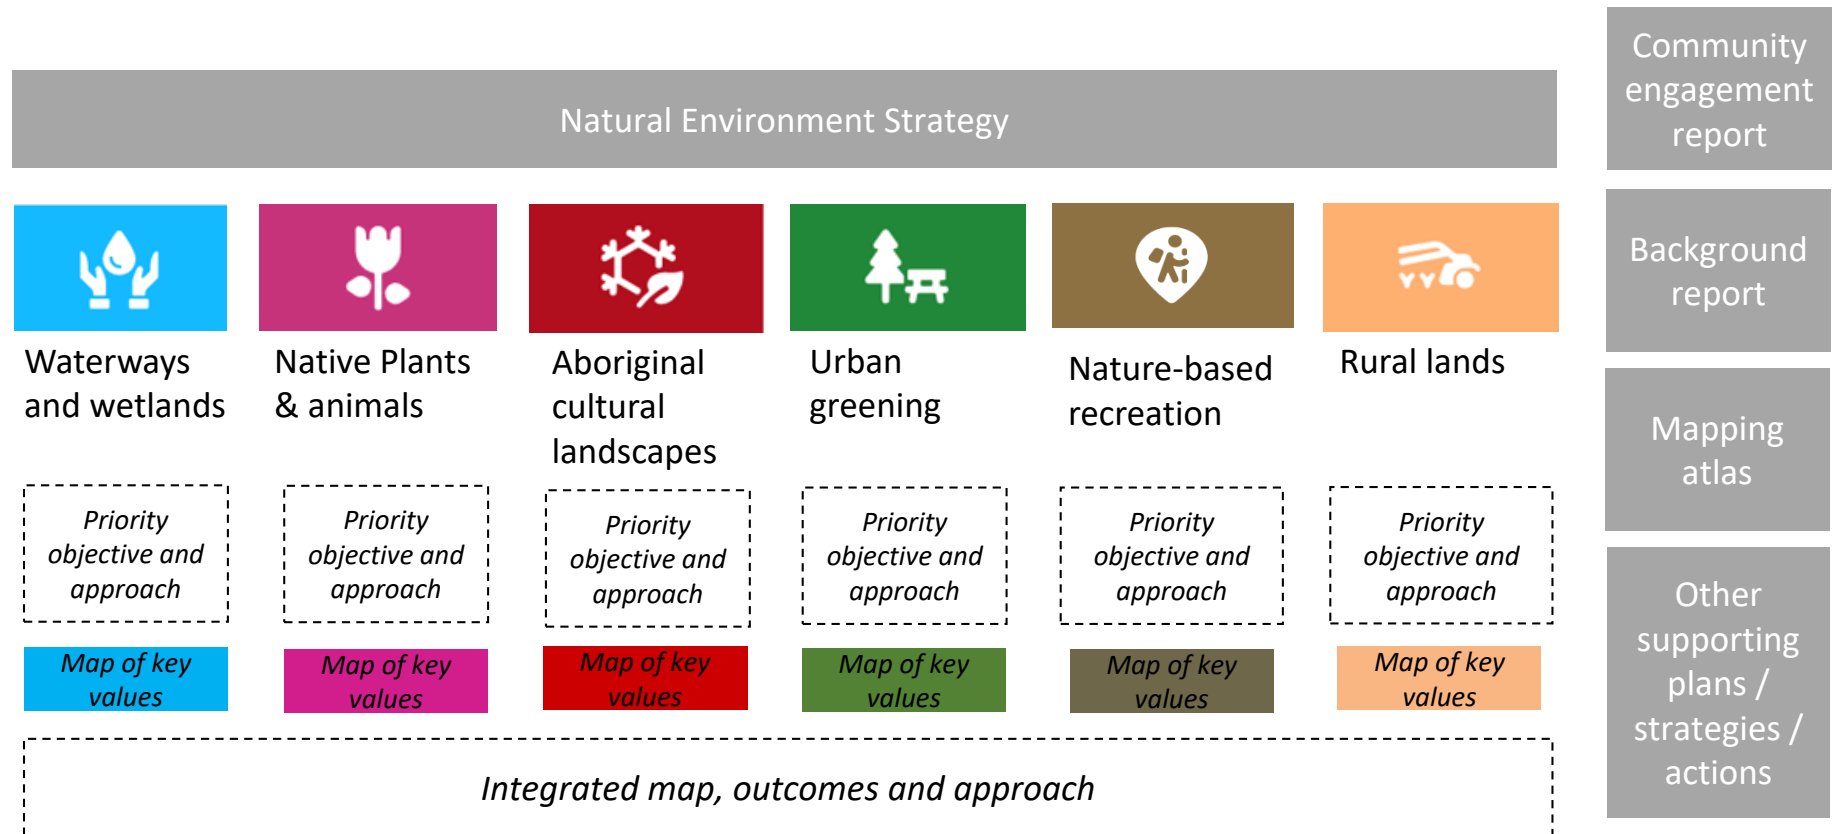 Natural Environment Strategy
Waterways
and wetlands
Native Plants
& animals
Aboriginal
cultural
landscapes
Urban
greening
Nature-based
recreation
Rural lands
Priority
objective and
approach
Priority
objective and
approach
Priority
objective and
approach
Priority
objective and
approach
Priority
objective and
approach
Priority
objective and
approach
Map of key
values
Map of key
values
Map of key
values
Map of key
values
Map of key
values
Map of key
values
Integrated map, outcomes and approach
Community
engagement
report
Background
report
Mapping
atlas
Other
supporting
plans /
strategies /
actions